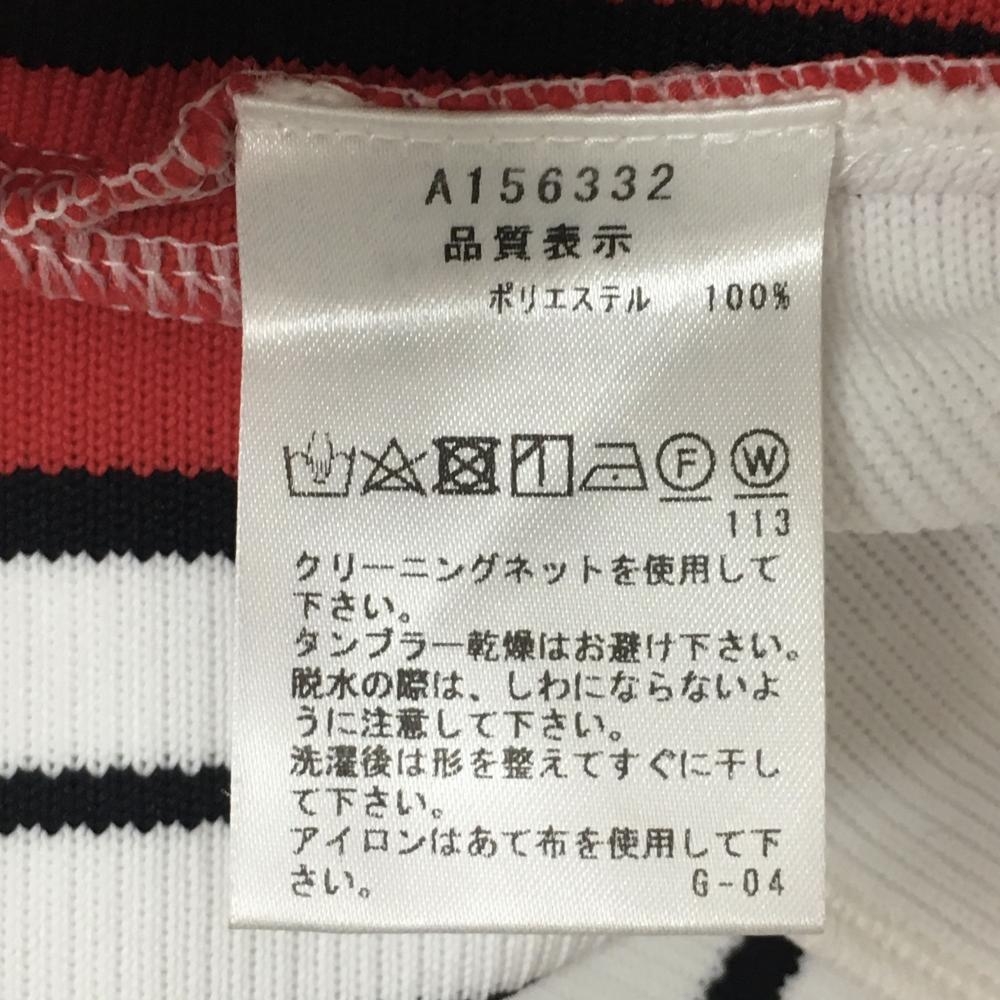 A156332
品質表示
ポリエステル 100%
F W
113
クリーニングネットを使用して
下さい。
タンブラー乾燥はお避け下さい。
脱水の際は、しわにならないよ
うに注意して下さい。
洗濯後は形を整えてすぐに干し
て下さい。
アイロンはあて布を使用して下
さい。 G-04